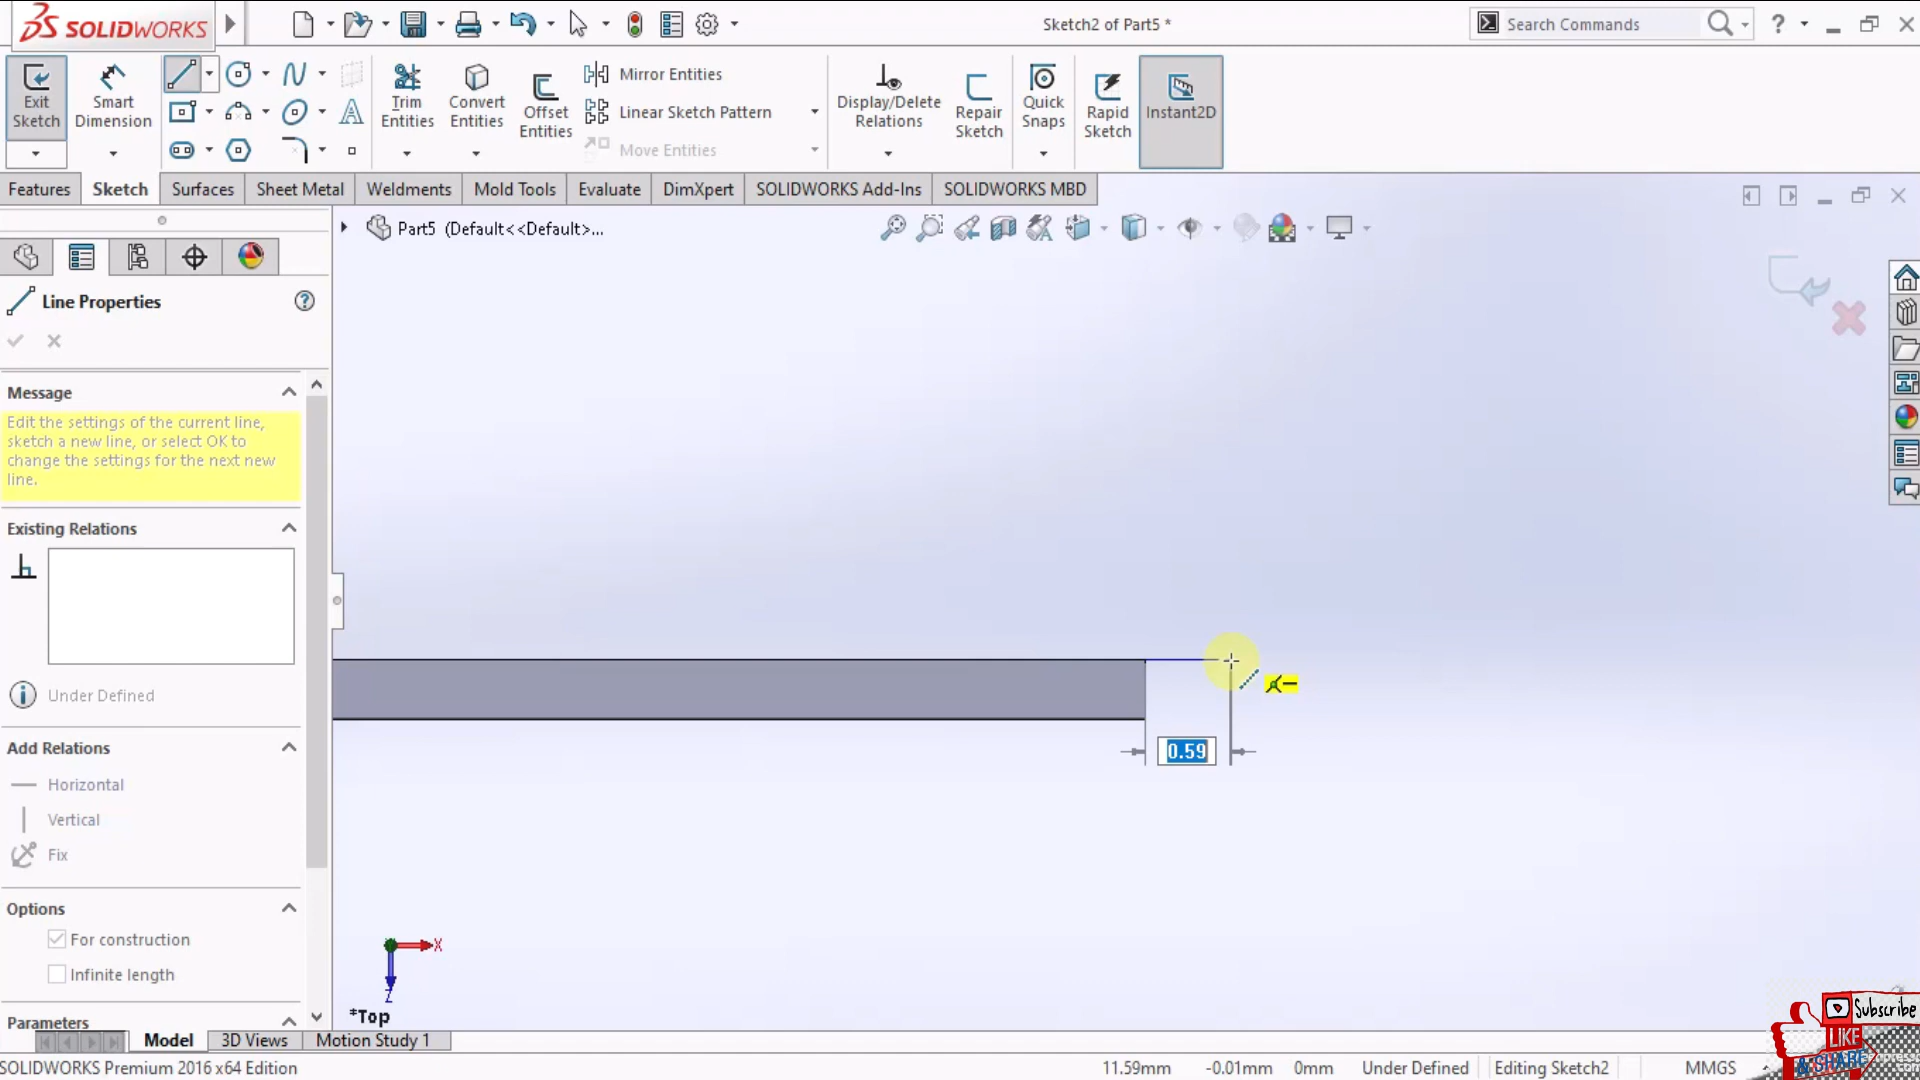 SOLIDWORKS
Sketch2 of Part5 *
Search Commands
?
Exit Sketch
Smart Dimension
Trim Entities
Convert Entities
Offset Entities
Mirror Entities
Linear Sketch Pattern
Move Entities
Display/Delete Relations
Repair Sketch
Quick Snaps
Rapid Sketch
Instant2D
Features
Sketch
Surfaces
Sheet Metal
Weldments
Mold Tools
Evaluate
DimXpert
SOLIDWORKS Add-Ins
SOLIDWORKS MBD
Part5 (Default<<Default>...
Line Properties
Message
Edit the settings of the current line,
sketch a new line, or select OK to
change the settings for the next new
line.
Existing Relations
Under Defined
Add Relations
Horizontal
Vertical
Fix
Options
For construction
Infinite length
Parameters
0.59
X
Z
*Top
Model
3D Views
Motion Study 1
SOLIDWORKS Premium 2016 x64 Edition
11.59mm
-0.01mm
0mm
Under Defined
Editing Sketch2
MMGS
Subscribe
LIKE
& SHARE